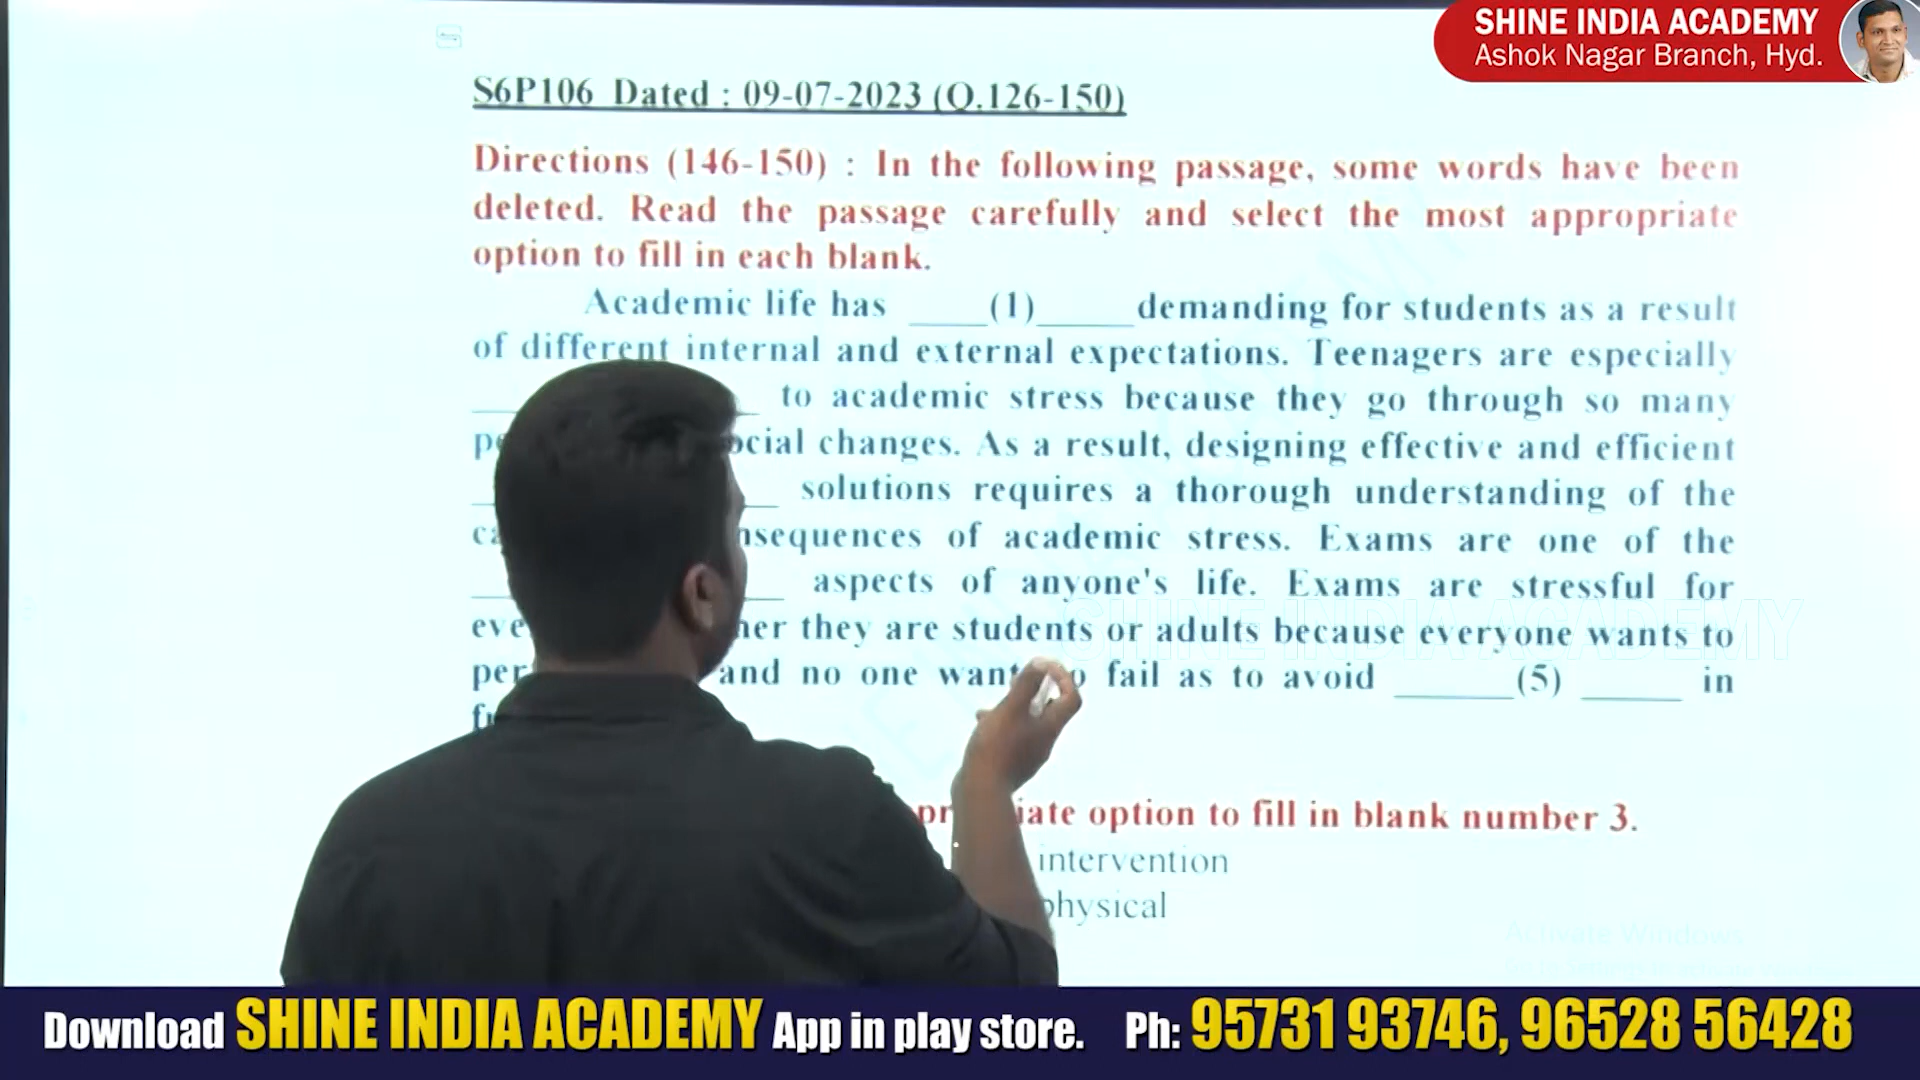 SHINE INDIA ACADEMY
Ashok Nagar Branch, Hyd.
S6P106 Dated : 09-07-2023 (Q.126-150)
Directions (146-150) : In the following passage, some words have been
deleted. Read the passage carefully and select the most appropriate
option to fill in each blank.
Academic life has ____(1)_____ demanding for students as a result
of different internal and external expectations. Teenagers are especially
to academic stress because they go through so many
changes. As a result, designing effective and efficient
solutions requires a thorough understanding of the
of academic stress. Exams are one of the
aspects of anyone's life. Exams are stressful for
they are students or adults because everyone wants to
and no one fail as to avoid ______(5) _____ in
option to fill in blank number 3.
intervention
physical
SHINE INDIA ACADEMY
Activate Windows
Download SHINE INDIA ACADEMY App in play store. Ph: 95731 93746, 96528 56428